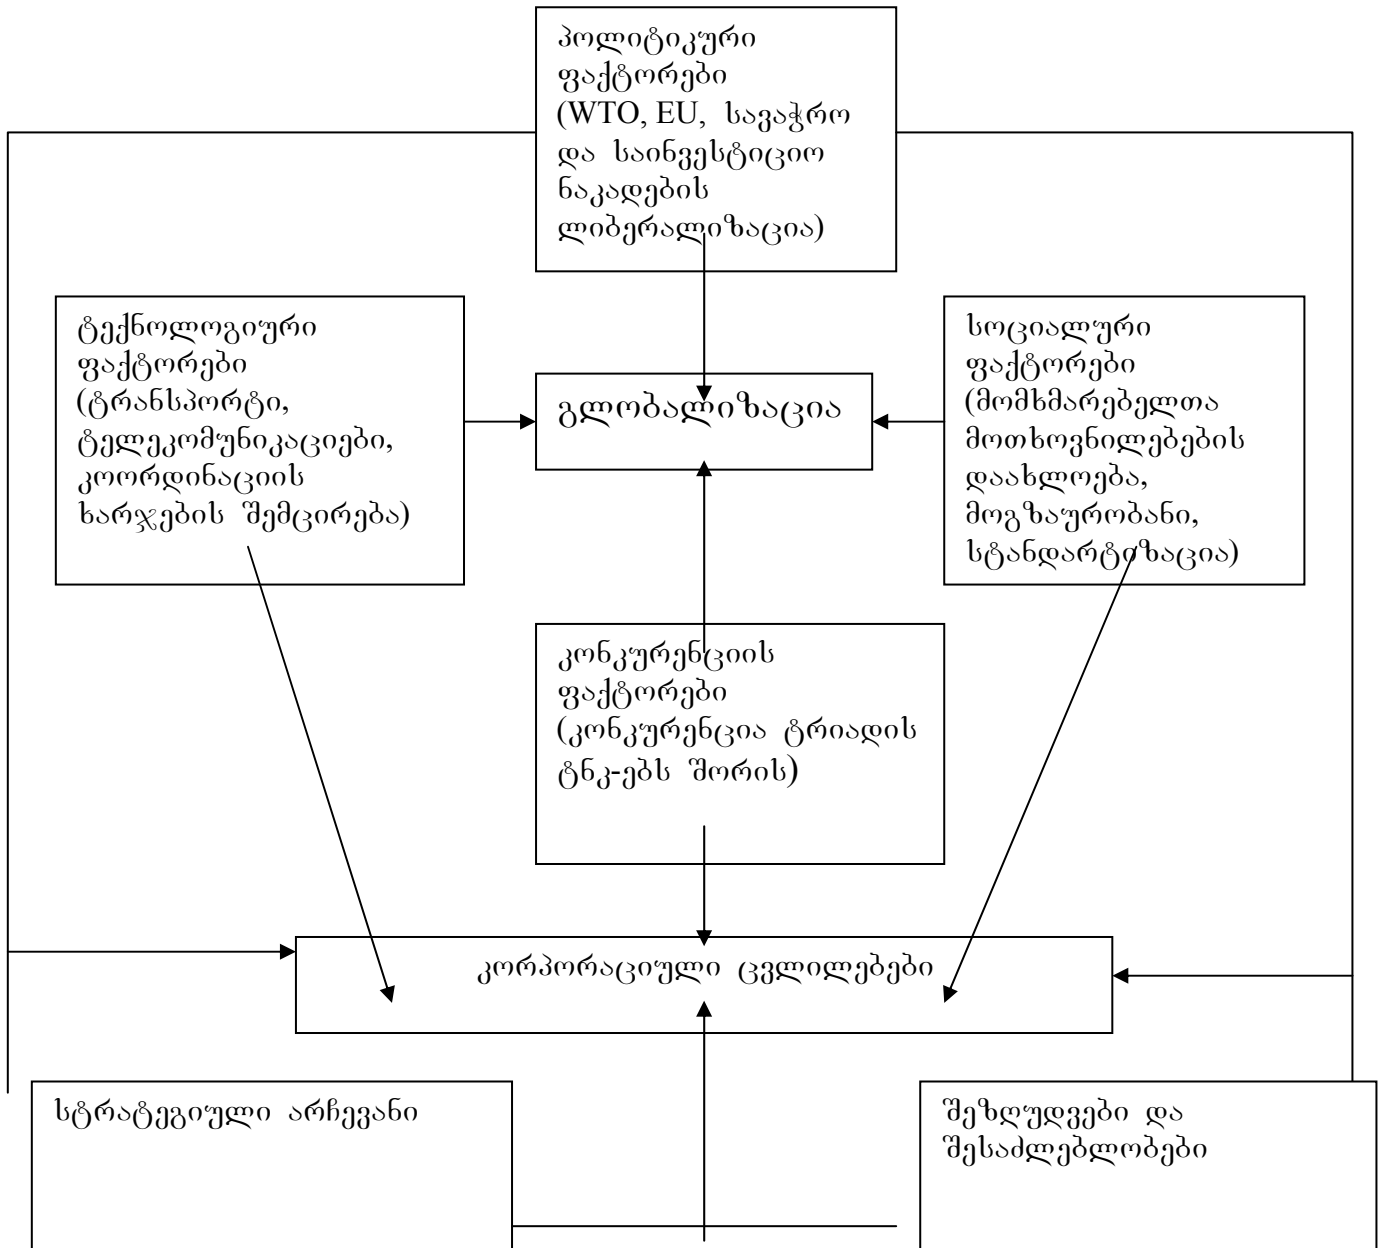 პოლიტიკური
ფაქტორები
(WTO, EU, სავაჭრო
და საინვესტიციო
ნაკადების
ლიბერალიზაცია)
ტექნოლოგიური
ფაქტორები
(ტრანსპორტი,
ტელეკომუნიკაციები,
კოორდინაციის
ხარჯების შემცირება)
გლობალიზაცია
სოციალური
ფაქტორები
(მომხმარებელთა
მოთხოვნილებების
დაახლოება,
მოგზაურობანი,
სტანდარტიზაცია)
კონკურენციის
ფაქტორები
(კონკურენცია ტრიადის
ტნკ-ებს შორის)
კორპორაციული ცვლილებები
სტრატეგიული არჩევანი
შეზღუდვები და
შესაძლებლობები